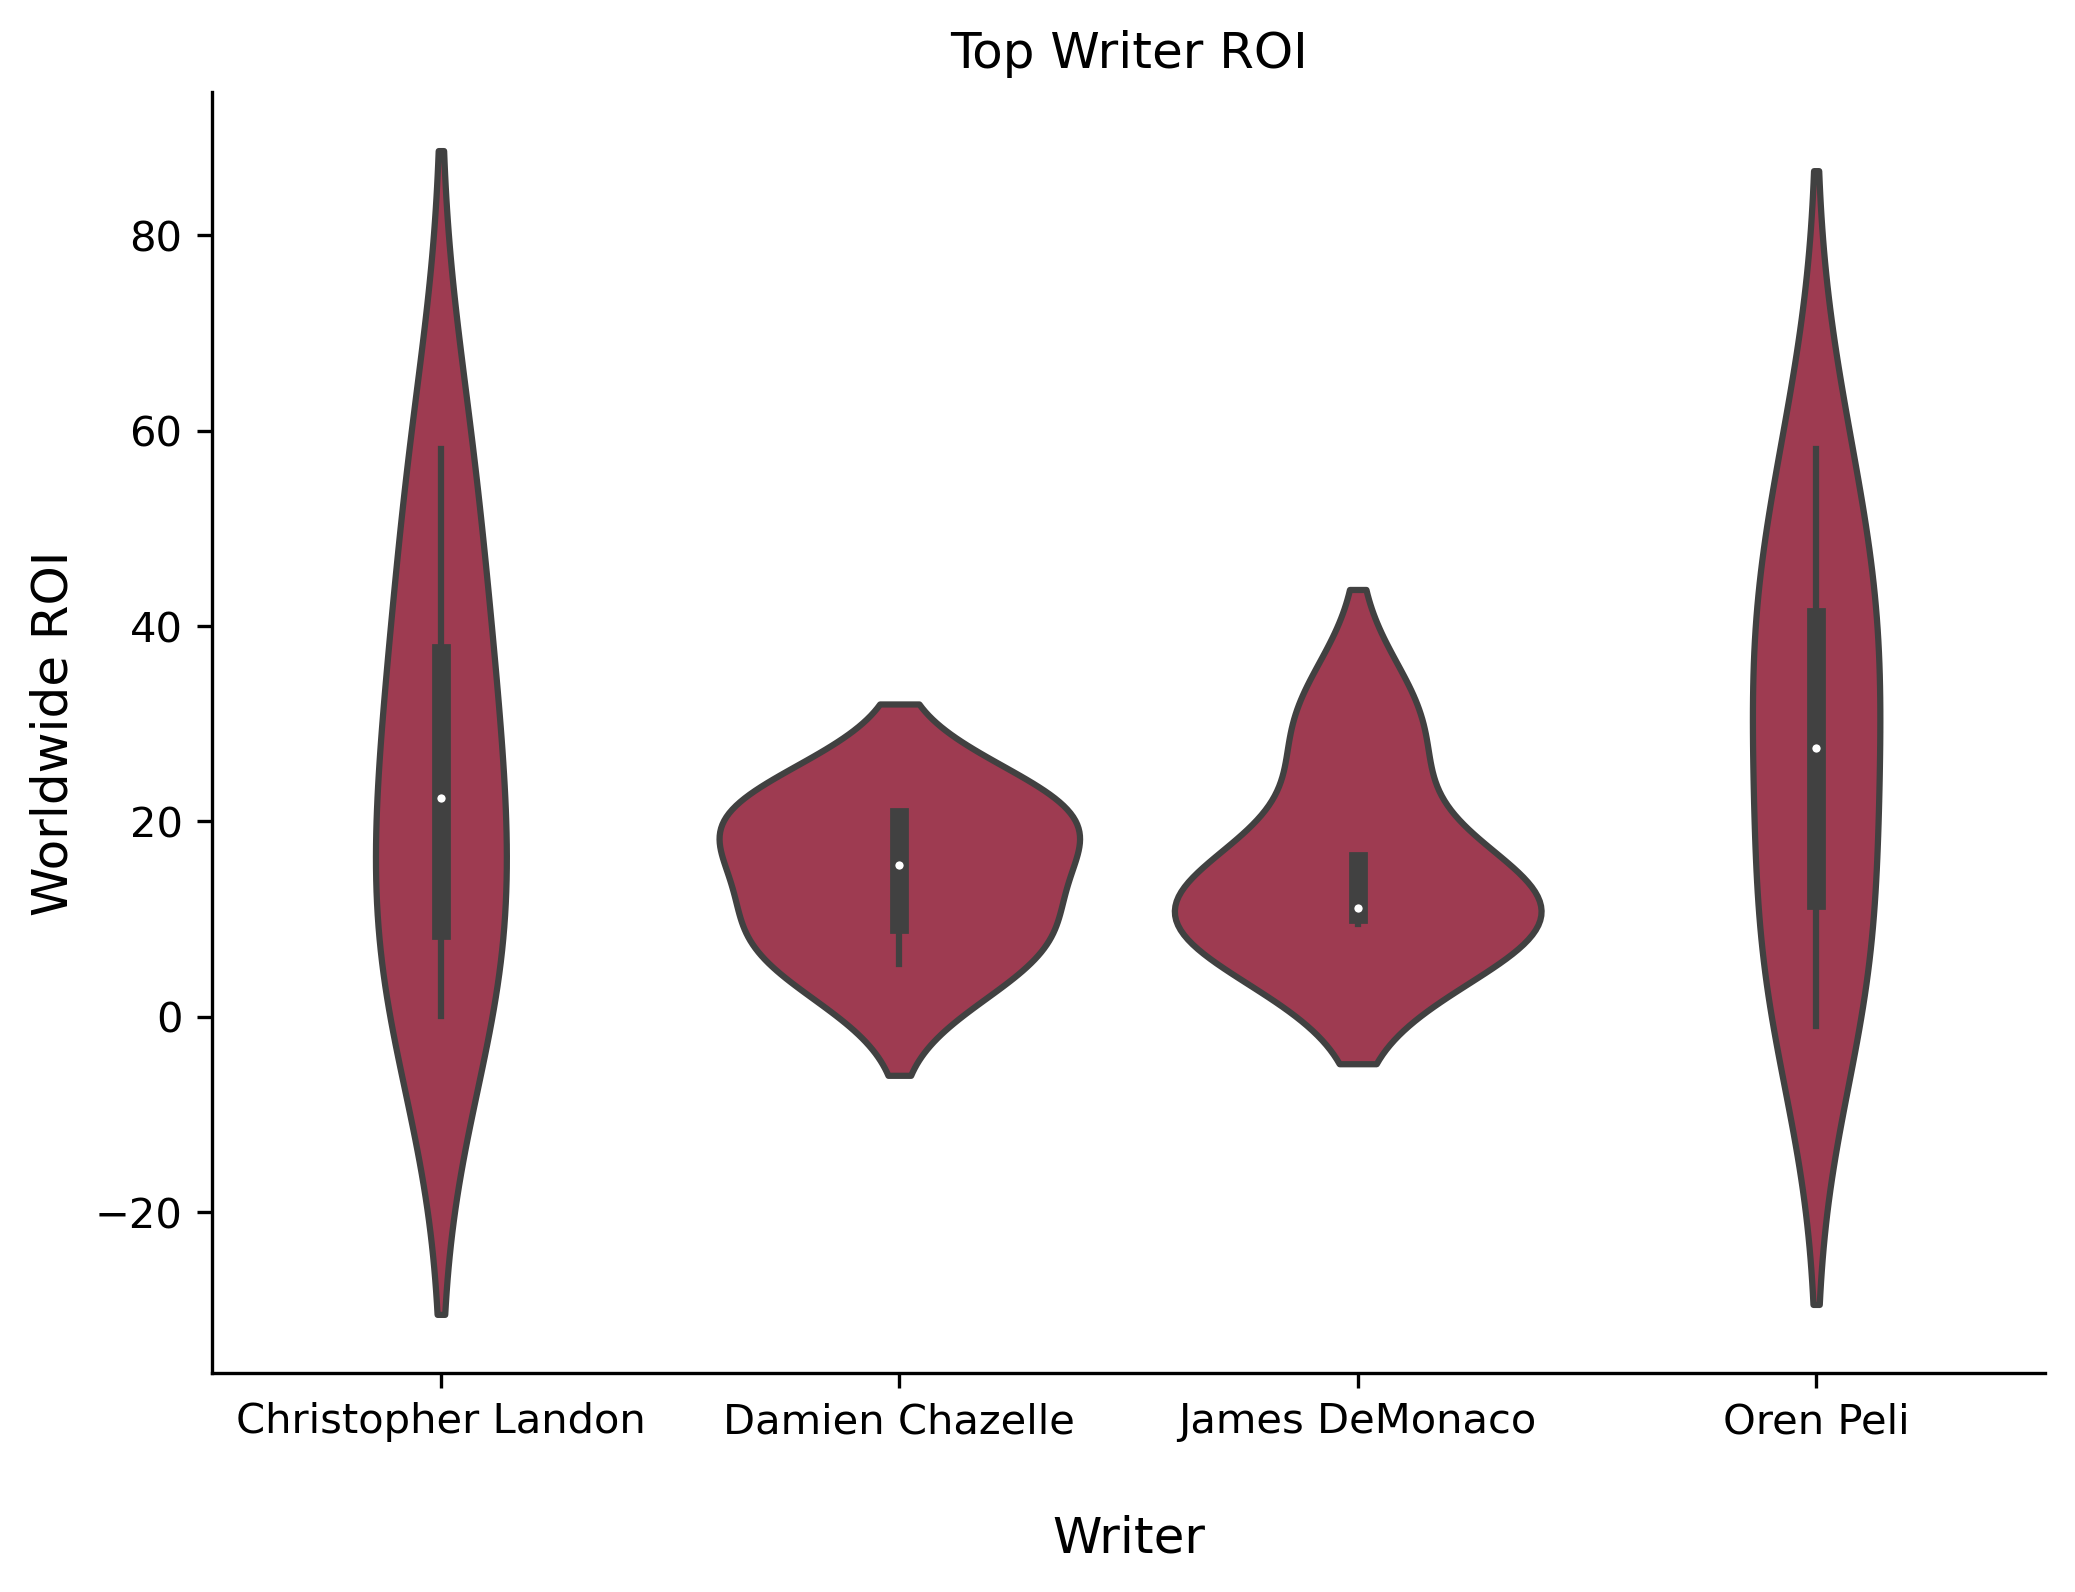 Top Writer ROI
Worldwide ROI
80
60
40
20
0
−20
Christopher Landon
Damien Chazelle
James DeMonaco
Oren Peli
Writer